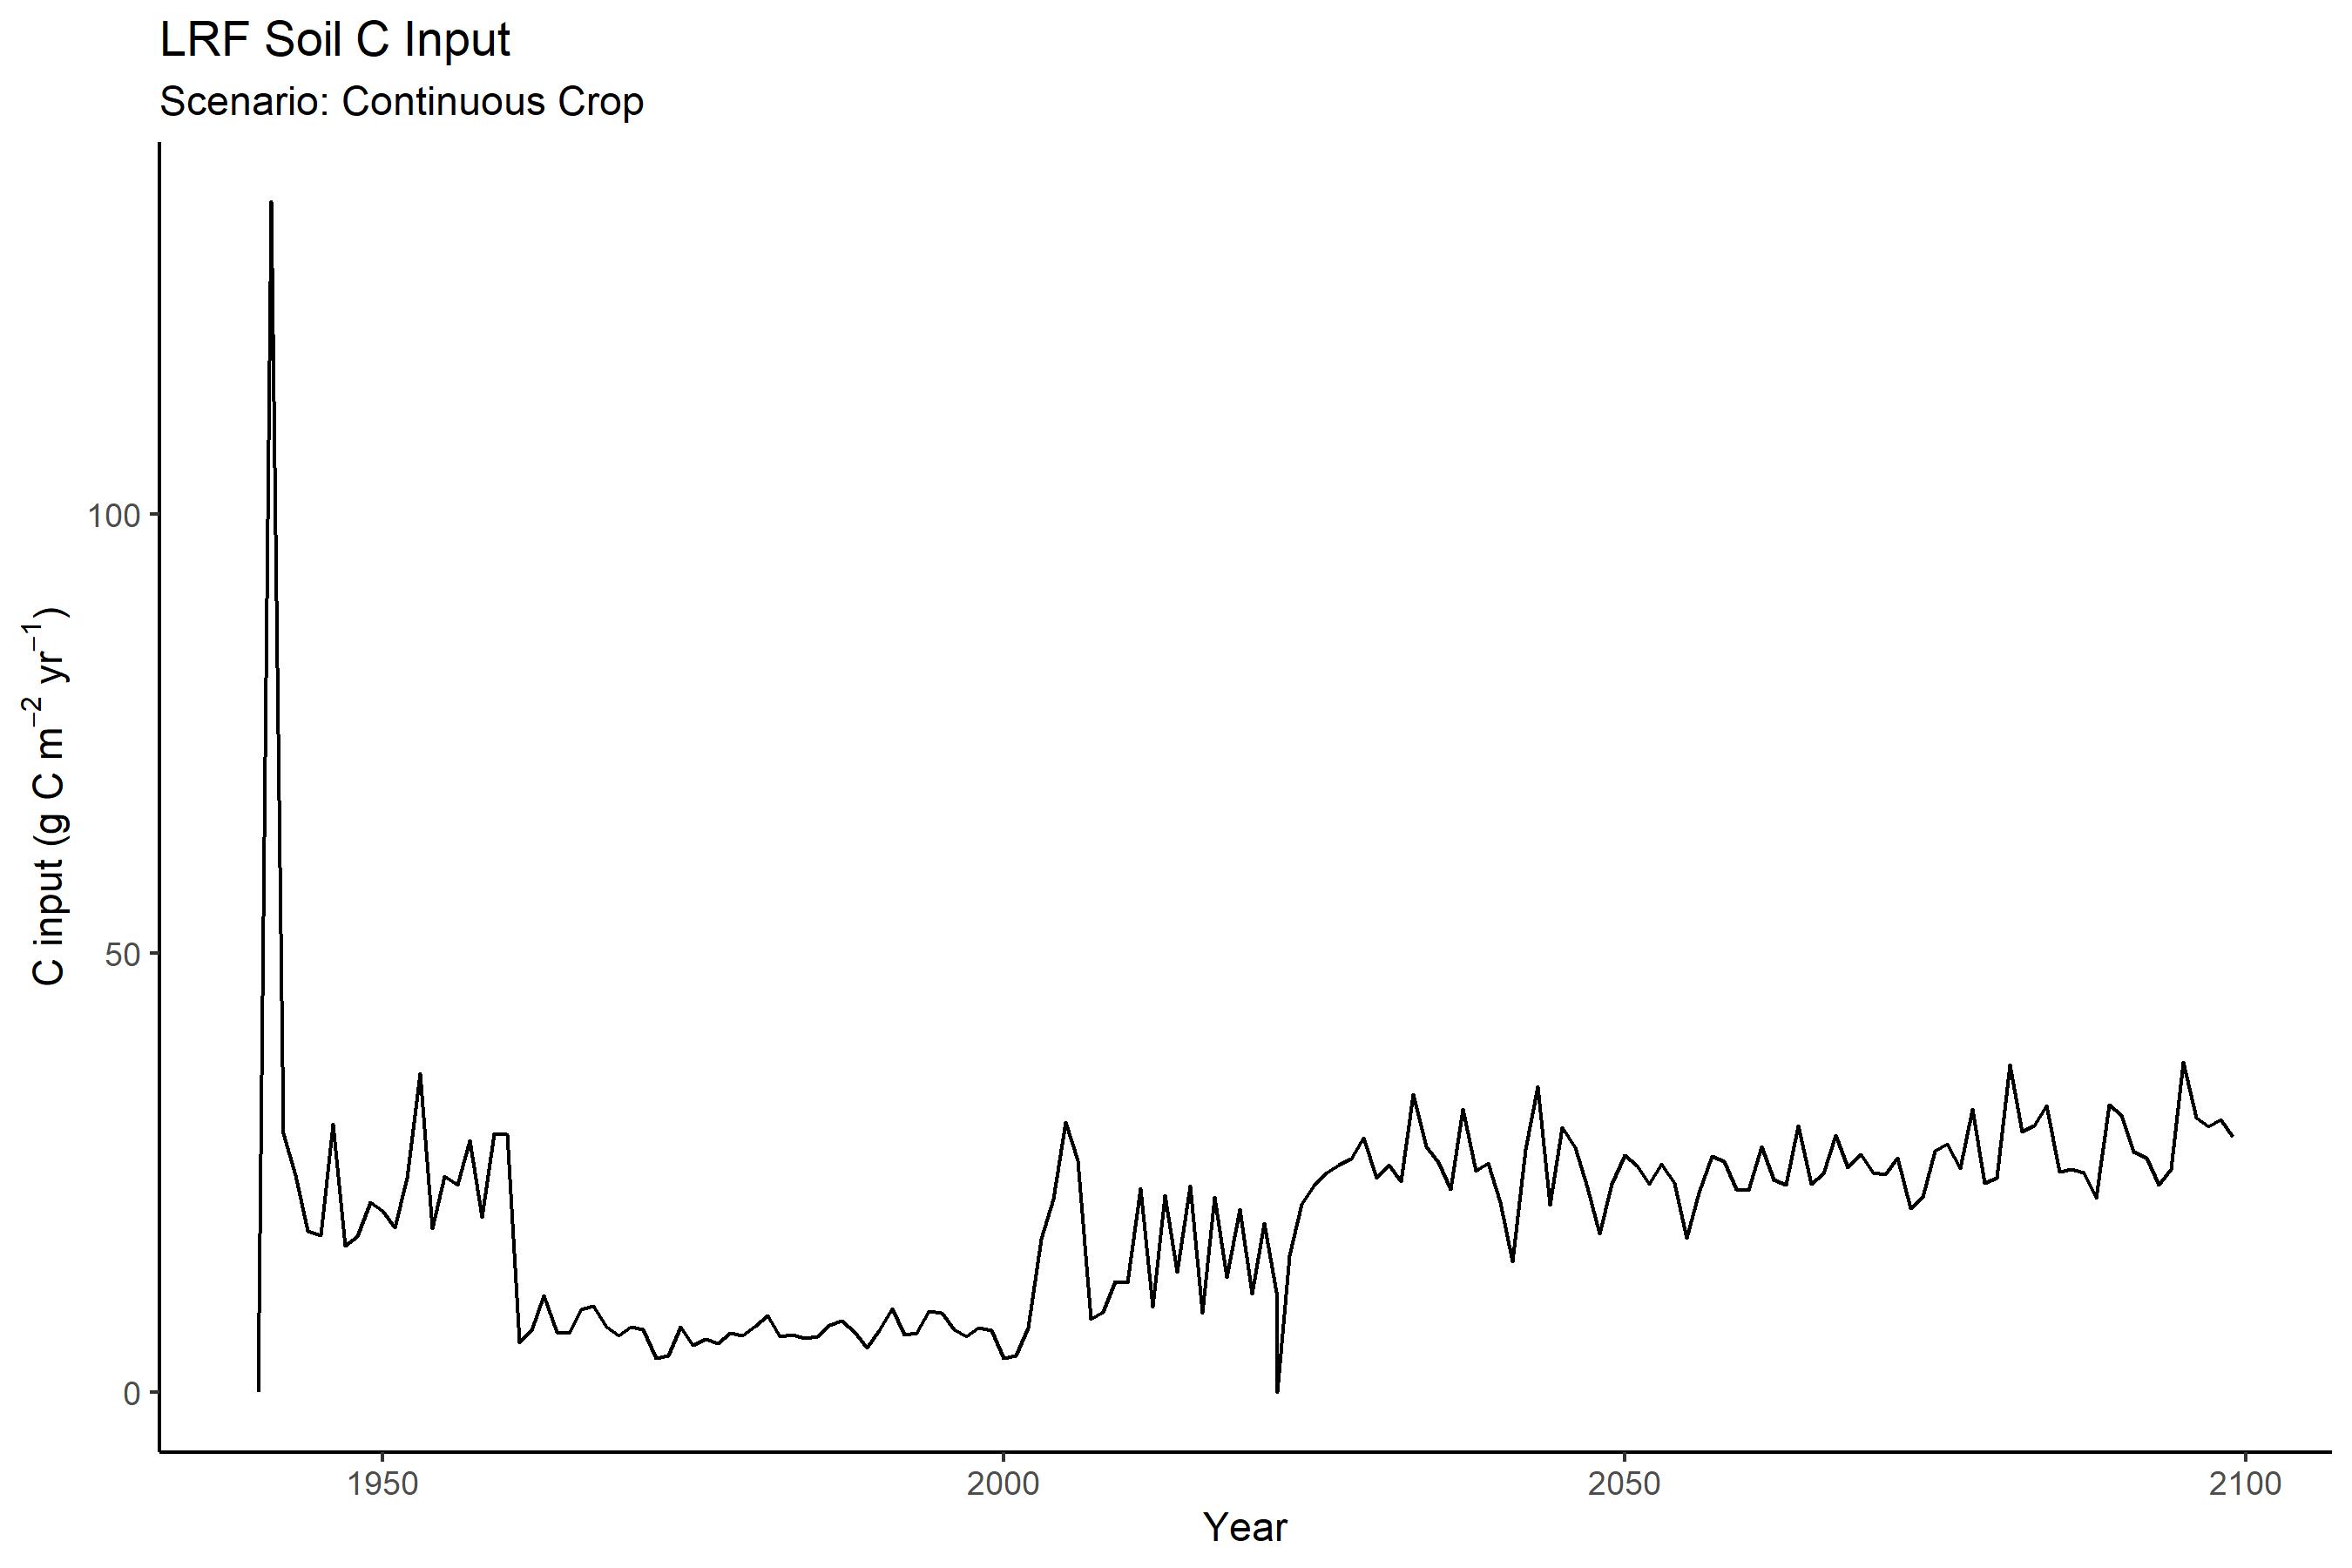 LRF Soil C Input
Scenario: Continuous Crop
C input (g C m⁻² yr⁻¹)
100
50
0
1950 2000 2050 2100
Year